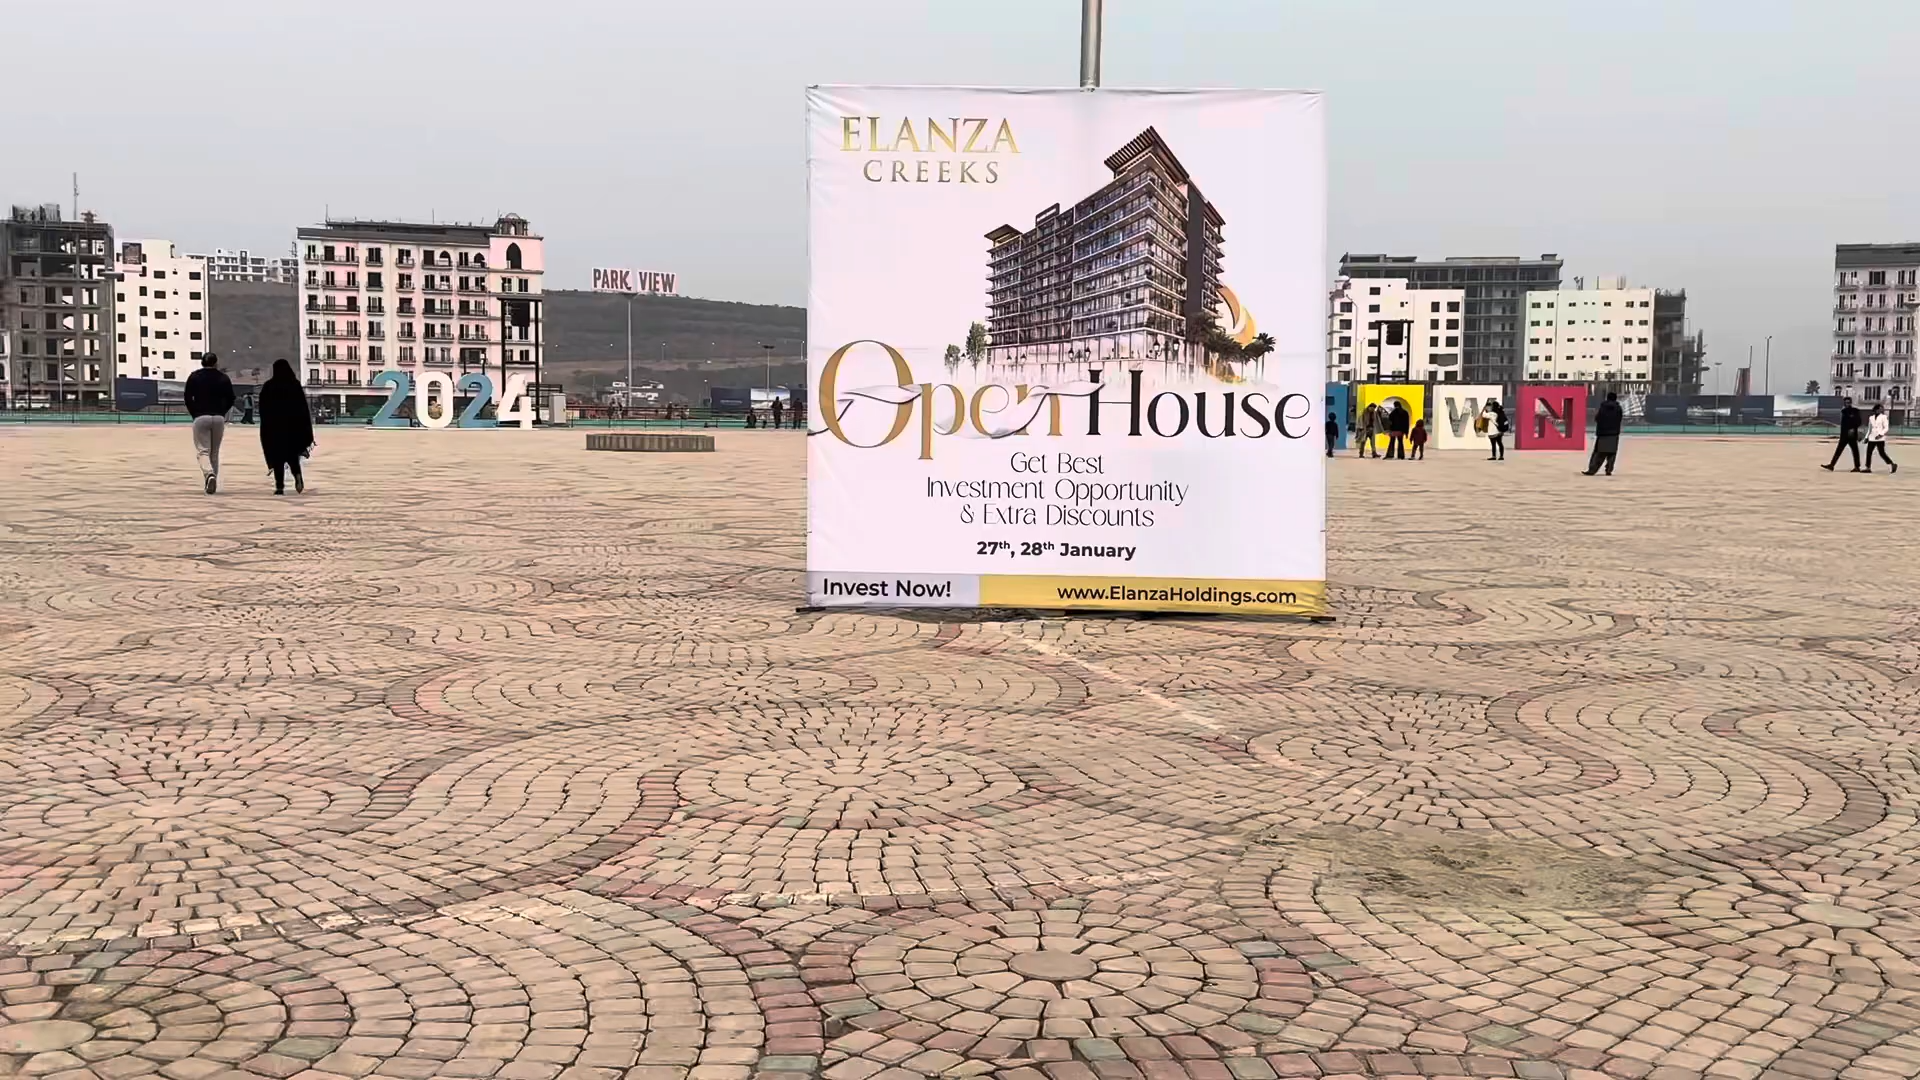 ELANZA
CREEKS
PARK VIEW
2024
Open House
OWN
Get Best
Investment Opportunity
& Extra Discounts
27th, 28th January
Invest Now!
www.ElanzaHoldings.com